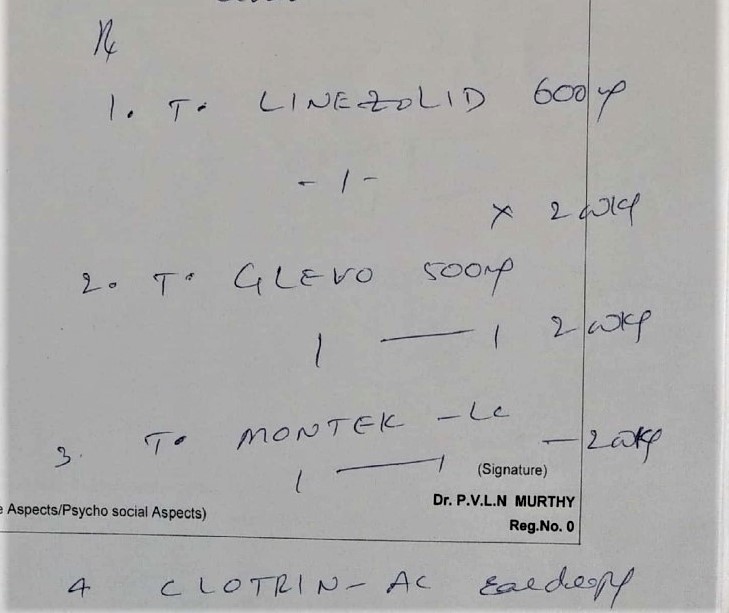 Rx
1. T. LINEZOLID 600mg
- 1 -
x 2 wks
2. T. GLEVO 500mg
1 — 1 2 wks
3. T. MONTEK - LC
1 — 1 — 2 wks
(Signature)
Aspects/Psycho social Aspects)
Dr. P.V.L.N MURTHY
Reg.No. 0
4 CLOTRIN - AC Eardrops